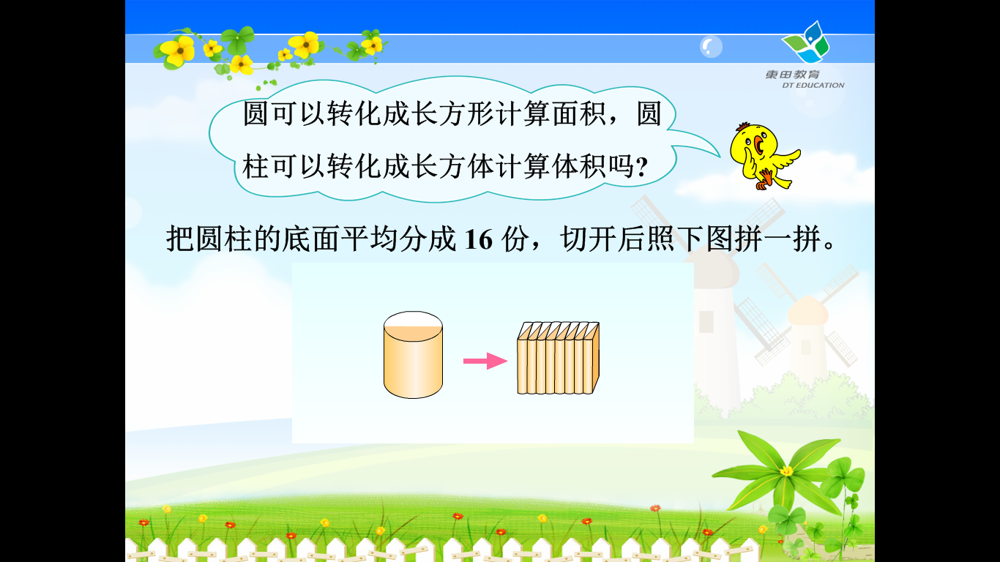 東田教育
DT EDUCATION
圆可以转化成长方形计算面积，圆
柱可以转化成长方体计算体积吗?
把圆柱的底面平均分成 16 份，切开后照下图拼一拼。